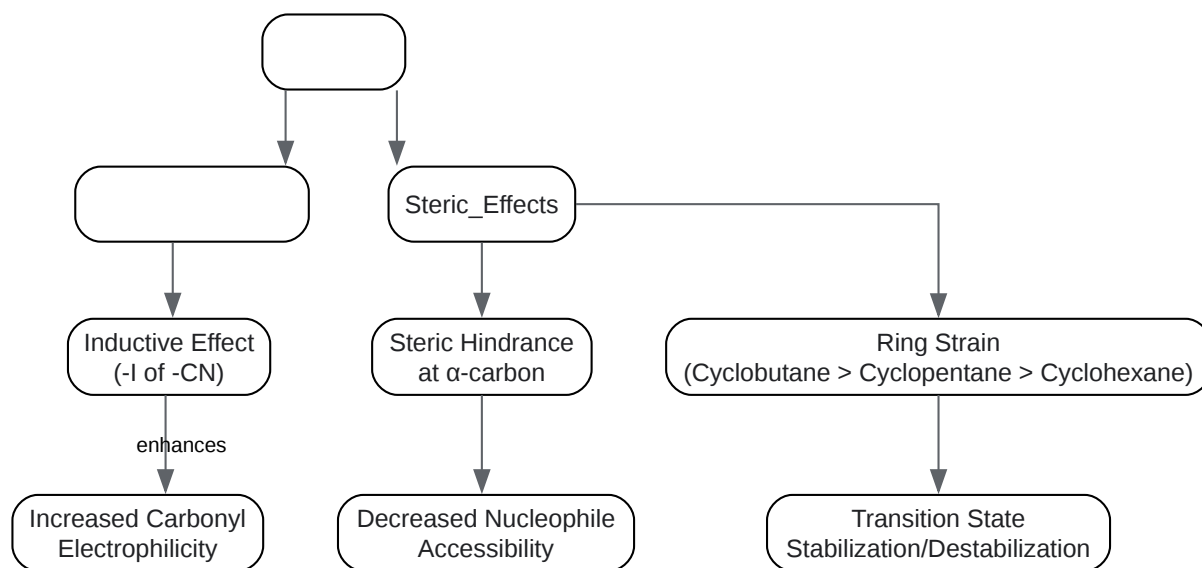 Steric_Effects
Inductive Effect
(-I of -CN)
Steric Hindrance
at α-carbon
Ring Strain
(Cyclobutane > Cyclopentane > Cyclohexane)
enhances
Increased Carbonyl
Electrophilicity
Decreased Nucleophile
Accessibility
Transition State
Stabilization/Destabilization